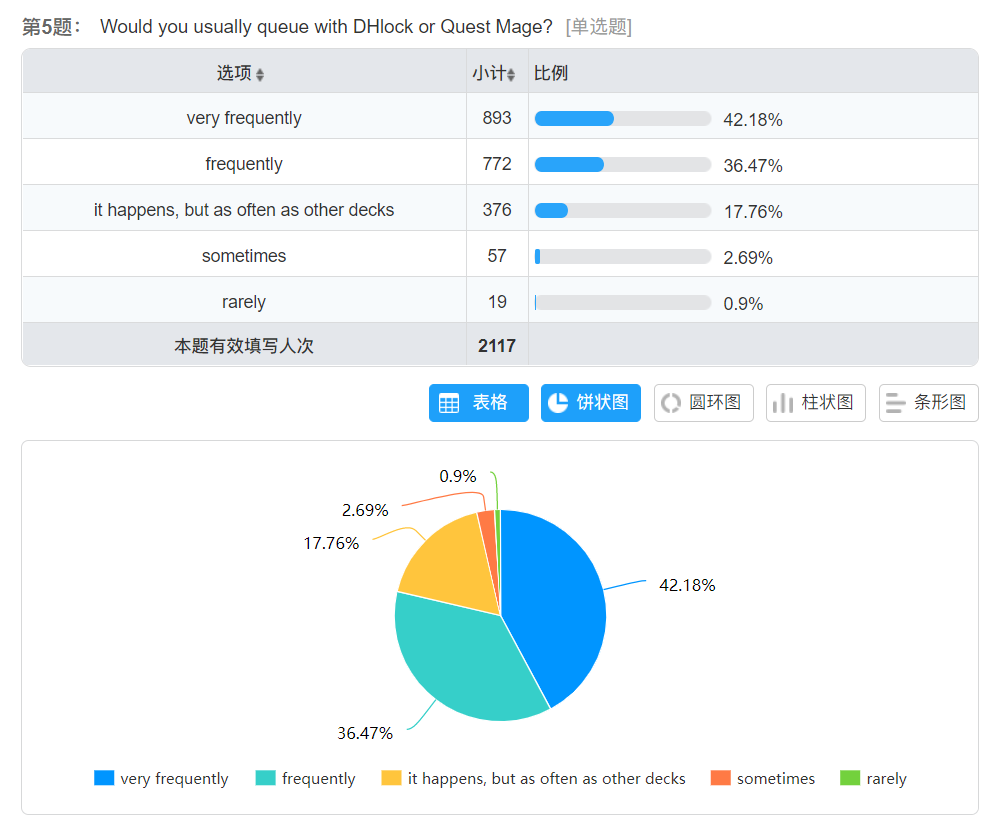 第5题： Would you usually queue with DHlock or Quest Mage? [单选题]
选项 小计 比例
very frequently 893 42.18%
frequently 772 36.47%
it happens, but as often as other decks 376 17.76%
sometimes 57 2.69%
rarely 19 0.9%
本题有效填写人次 2117
表格 饼状图 圆环图 柱状图 条形图
0.9%
2.69%
17.76%
42.18%
36.47%
very frequently frequently it happens, but as often as other decks sometimes rarely